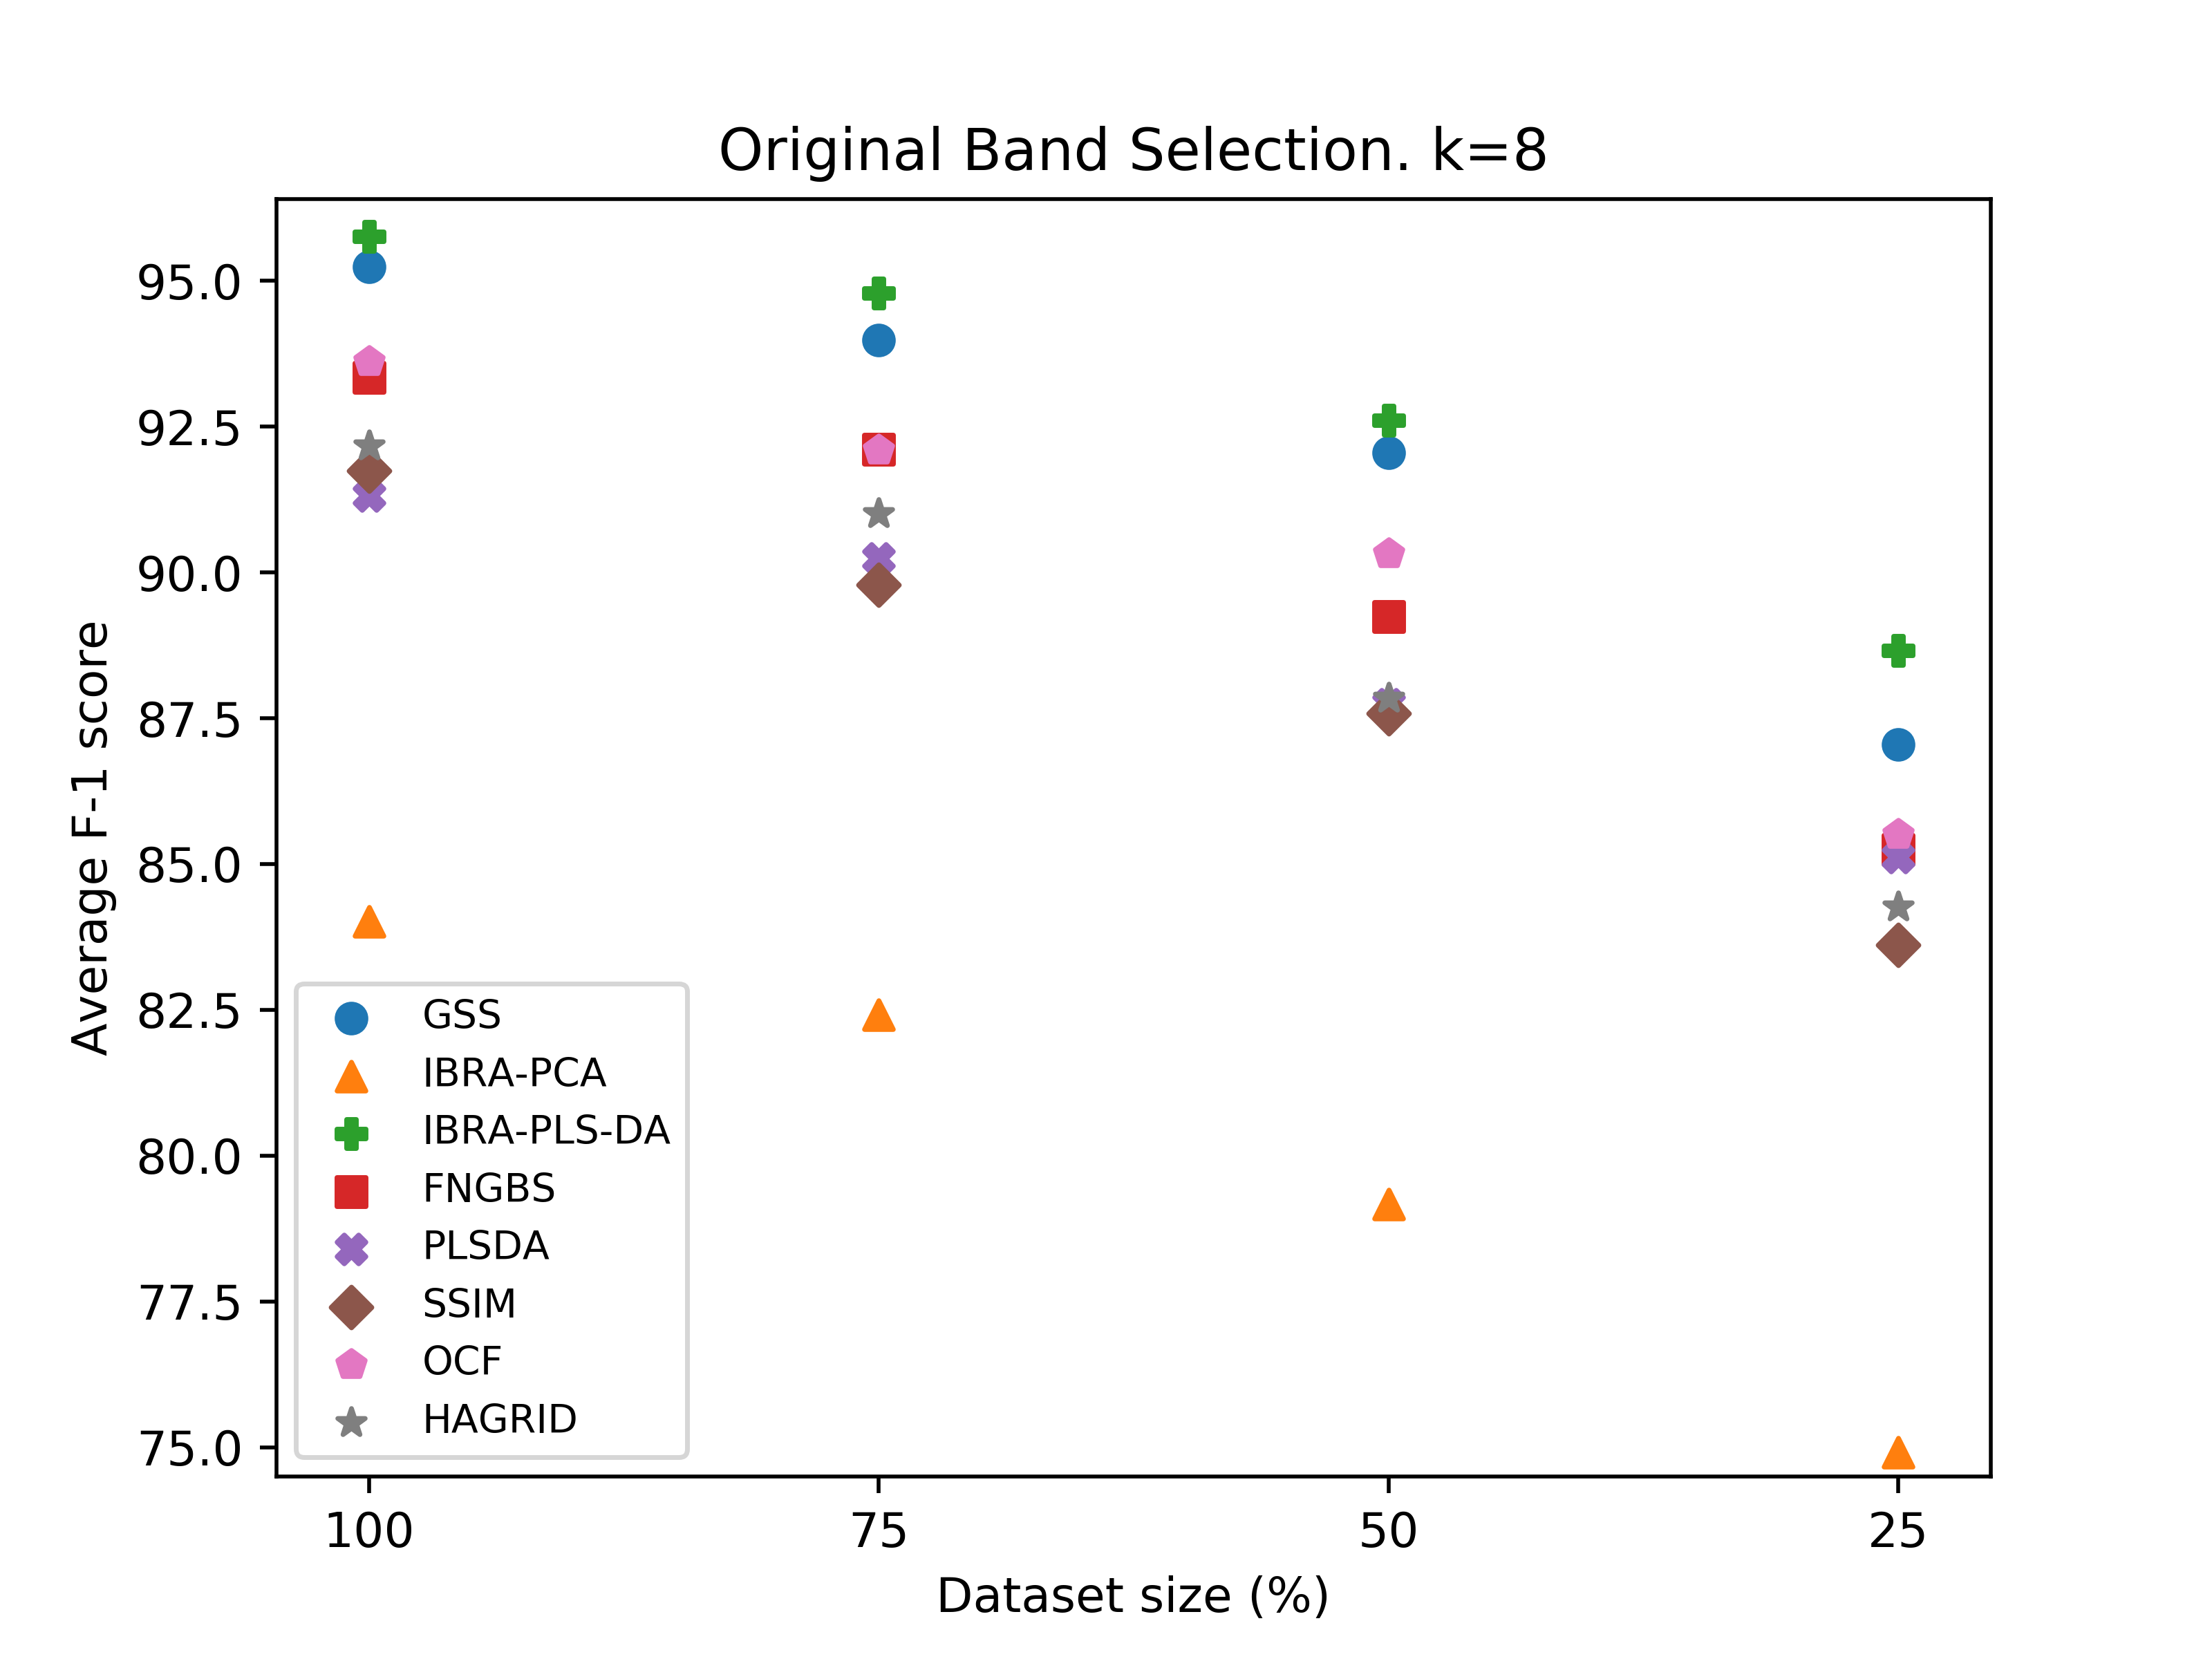 Original Band Selection. k=8
Average F-1 score
95.0
92.5
90.0
87.5
85.0
82.5
80.0
77.5
75.0
GSS
IBRA-PCA
IBRA-PLS-DA
FNGBS
PLSDA
SSIM
OCF
HAGRID
100 75 50 25
Dataset size (%)